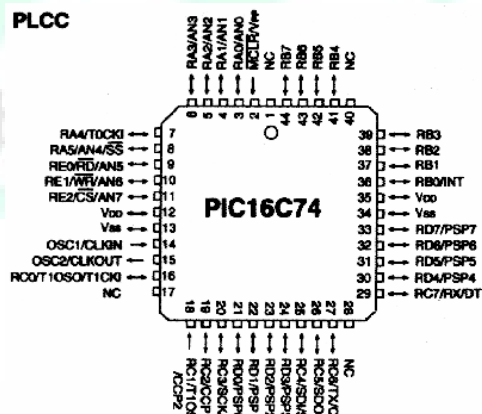 PLCC
RA3/AN3
RA2/AN2
RA1/AN1
RA0/AN0
MCLR/VPP
NC
RB7
RB6
RB5
RB4
NC
6 5 4 3 2 1 44 43 42 41 40
RA4/T0CKI 7
RA5/AN4/SS 8
RE0/RD/AN5 9
RE1/WR/AN6 10
RE2/CS/AN7 11
VDD 12
VSS 13
OSC1/CLKIN 14
OSC2/CLKOUT 15
RC0/T1OSO/T1CKI 16
NC 17
PIC16C74
39 RB3
38 RB2
37 RB1
36 RB0/INT
35 VDD
34 VSS
33 RD7/PSP7
32 RD6/PSP6
31 RD5/PSP5
30 RD4/PSP4
29 RC7/RX/DT
18 19 20 21 22 23 24 25 26 27 28
/CCP2
NC